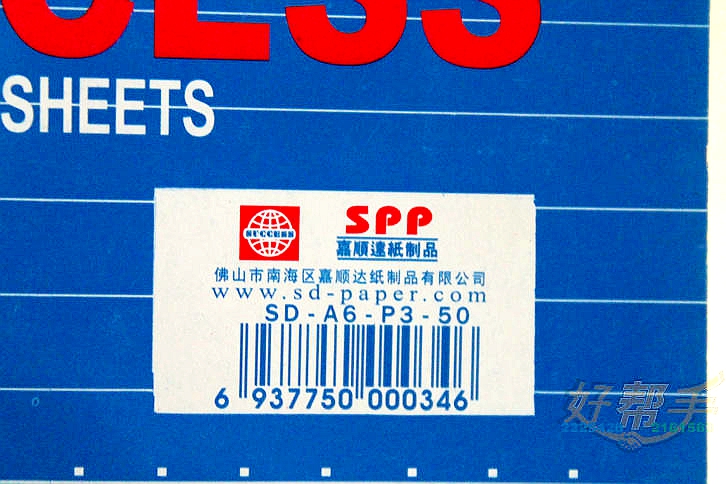 CESS
SHEETS
SUCCESS
SPP
嘉順達紙制品
佛山市南海区嘉顺达纸制品有限公司
www.sd-paper.com
SD-A6-P3-50
6 937750 000346
好帮手